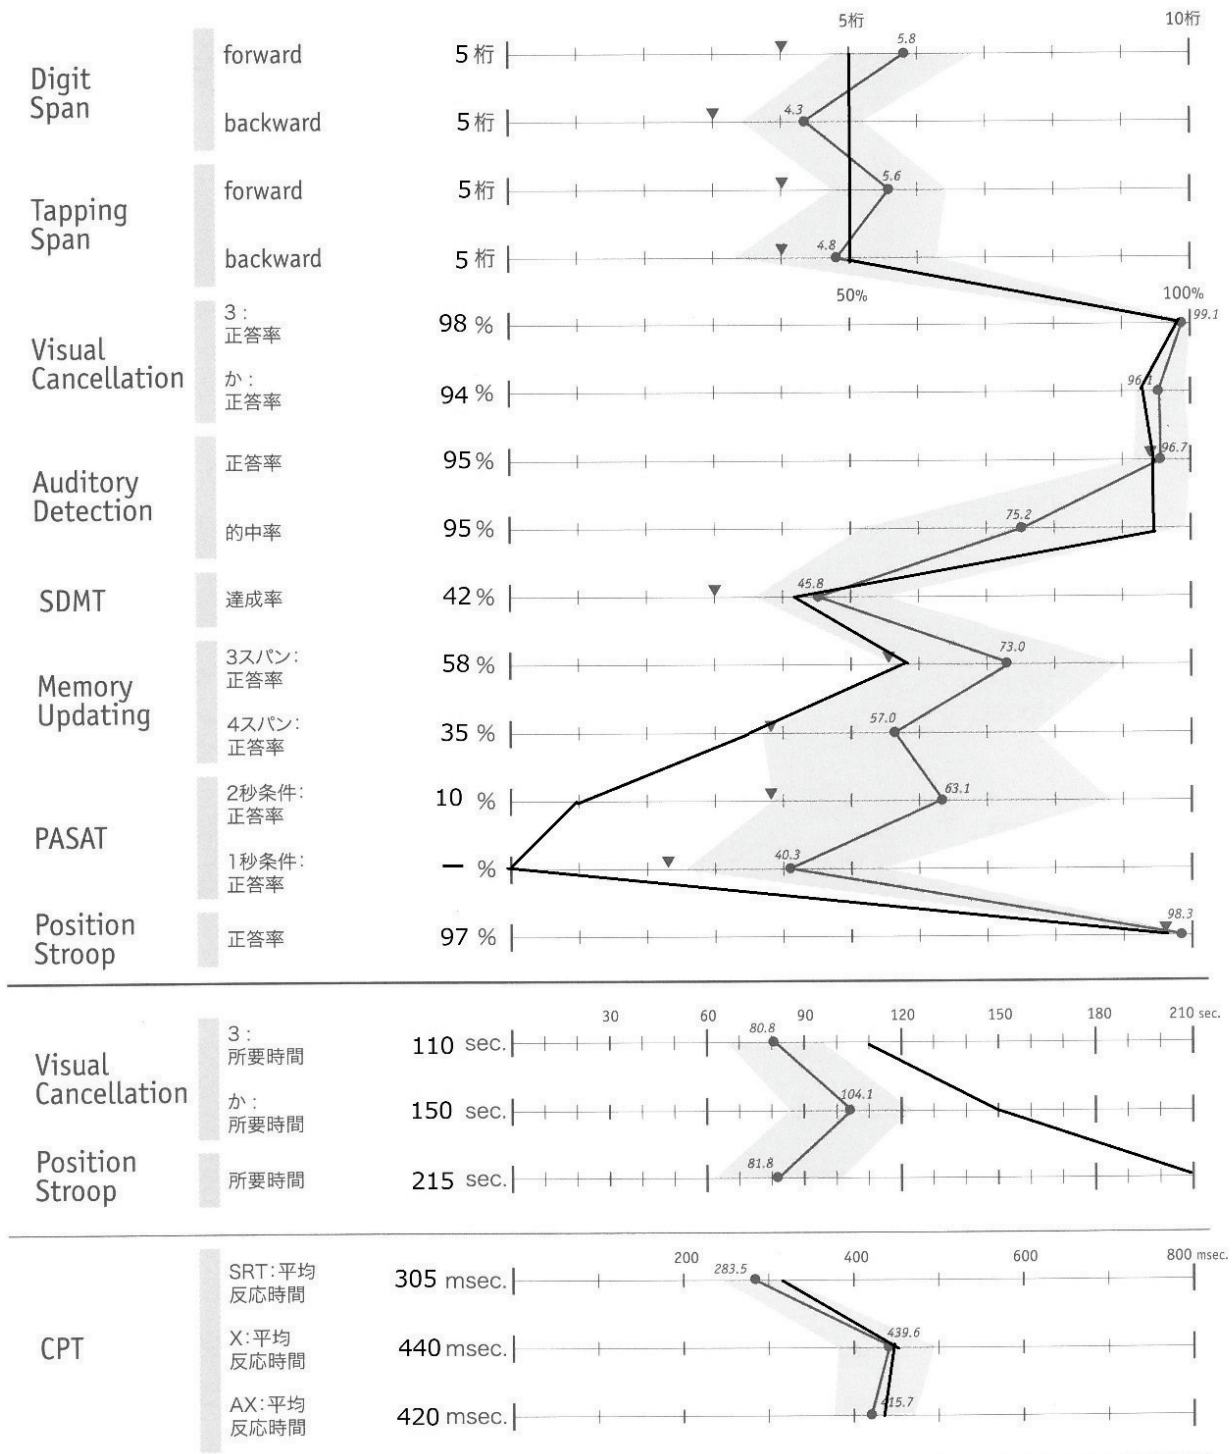 5桁 10桁
Digit
Span
forward 5 桁 5.8
backward 5 桁 4.3
Tapping
Span
forward 5 桁 5.6
backward 5 桁 4.8
50% 100%
Visual
Cancellation
3 :
正答率 98 % 99.1
か :
正答率 94 % 96.1
Auditory
Detection
正答率 95 % 96.7
的中率 95 % 75.2
SDMT 達成率 42 % 45.8
Memory
Updating
3スパン:
正答率 58 % 73.0
4スパン:
正答率 35 % 57.0
PASAT
2秒条件:
正答率 10 % 63.1
1秒条件:
正答率 ー % 40.3
Position
Stroop
正答率 97 % 98.3
30 60 90 120 150 180 210 sec.
Visual
Cancellation
3 :
所要時間 110 sec. 80.8
か :
所要時間 150 sec. 104.1
Position
Stroop
所要時間 215 sec. 81.8
200 400 600 800 msec.
CPT
SRT:平均
反応時間 305 msec. 283.5
X:平均
反応時間 440 msec. 439.6
AX:平均
反応時間 420 msec. 415.7